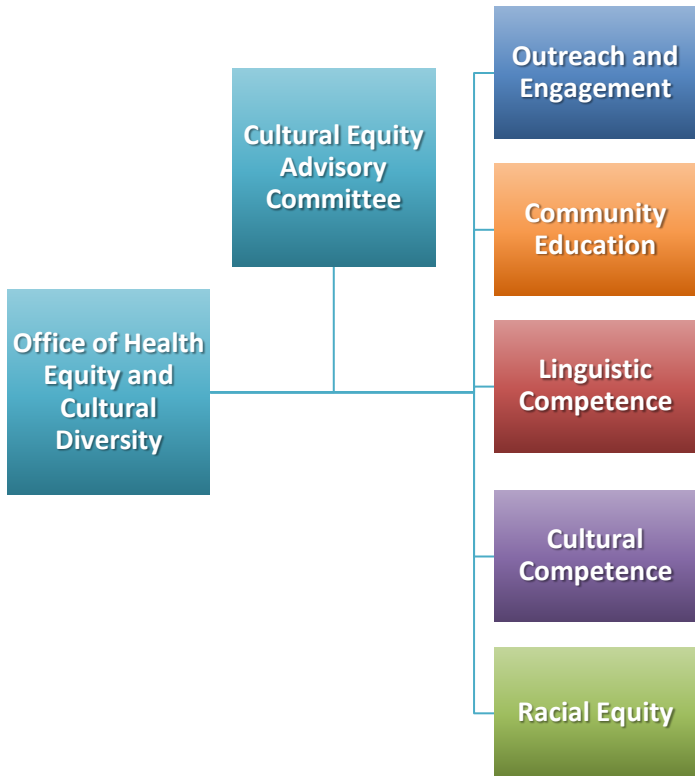 Office of Health
Equity and
Cultural
Diversity
Cultural Equity
Advisory
Committee
Outreach and
Engagement
Community
Education
Linguistic
Competence
Cultural
Competence
Racial Equity